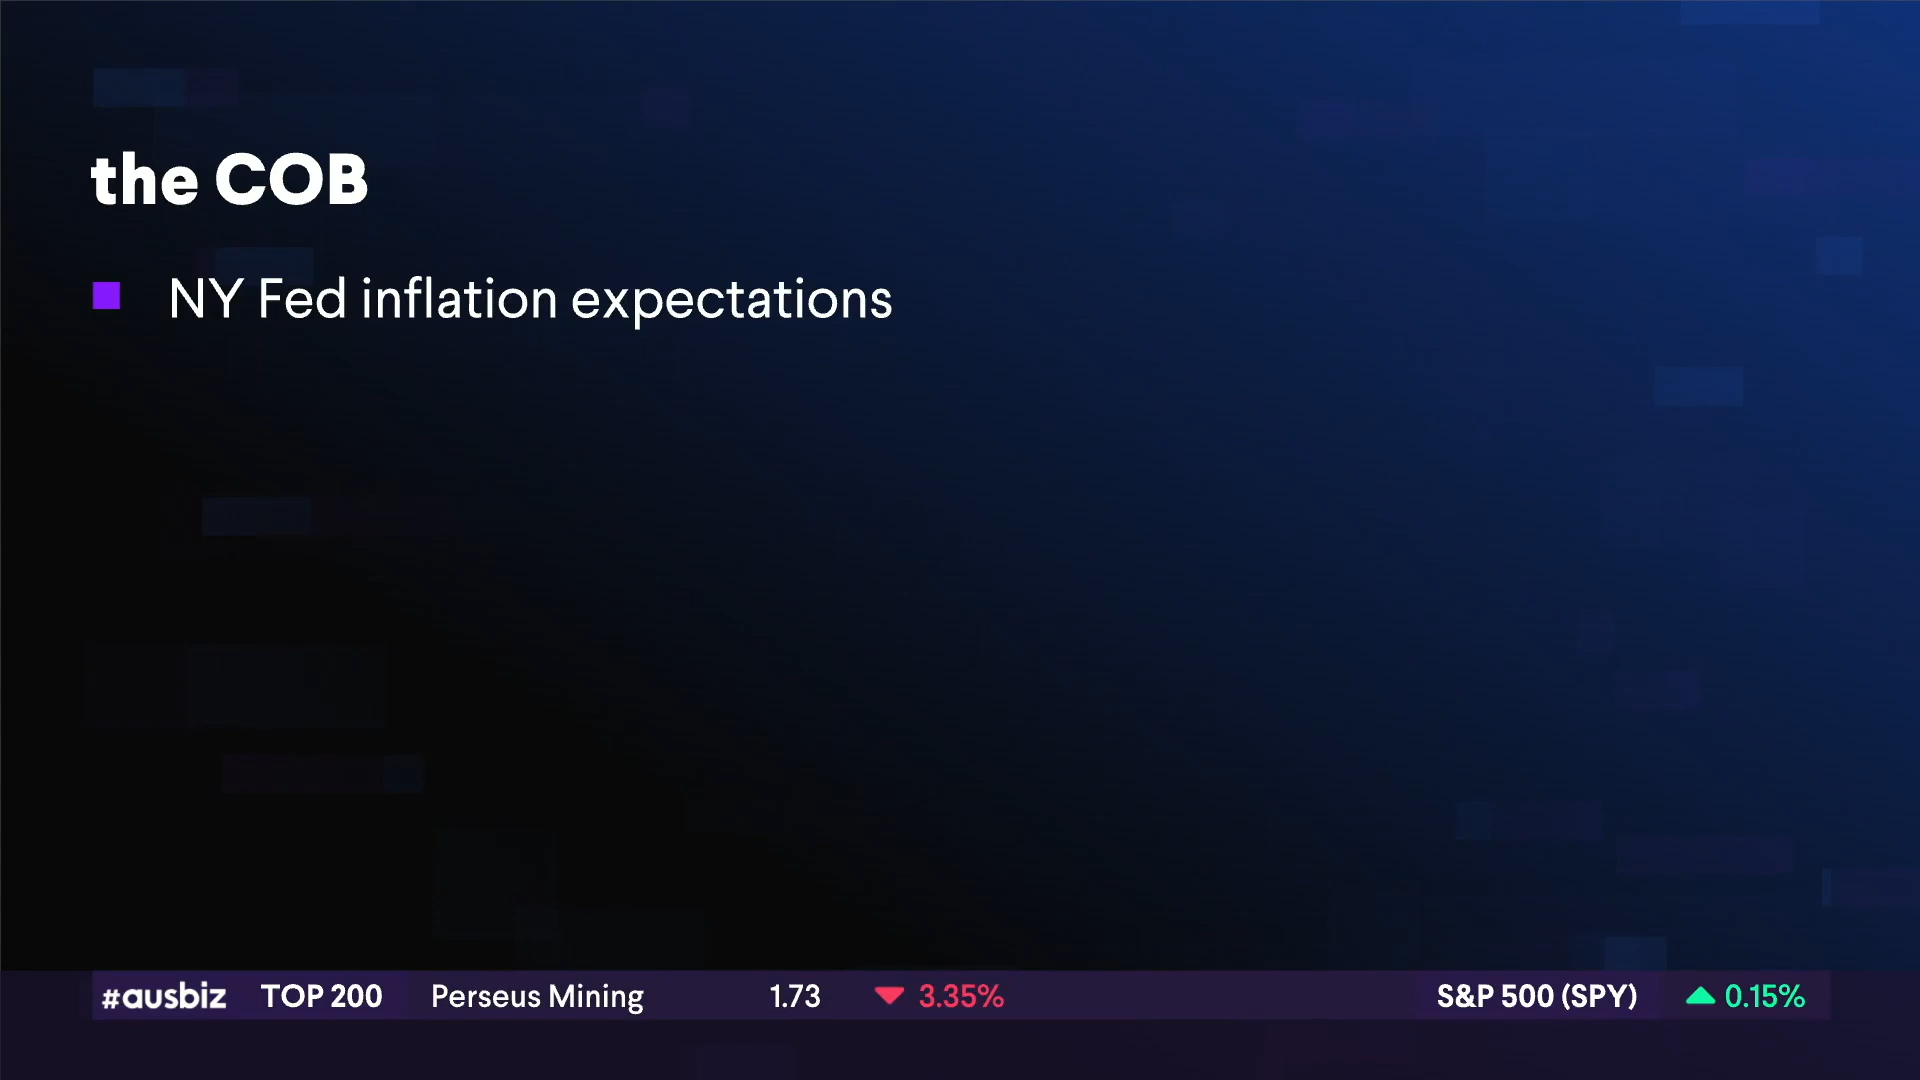 the COB
NY Fed inflation expectations
#ausbiz TOP 200 Perseus Mining 1.73 3.35% S&P 500 (SPY) 0.15%